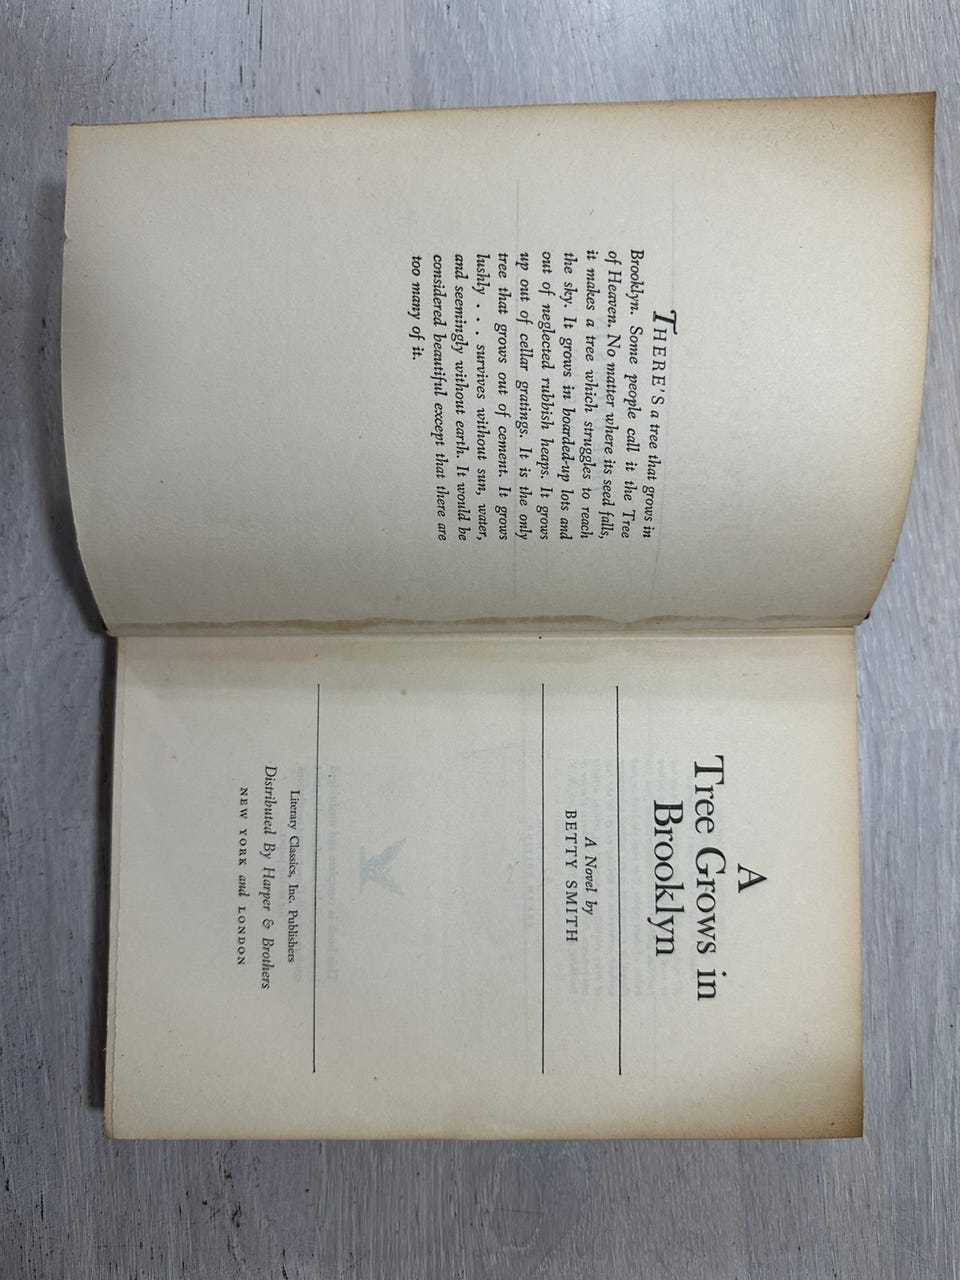 THERE'S a tree that grows in
Brooklyn. Some people call it the Tree
of Heaven. No matter where its seed falls,
it makes a tree which struggles to reach
the sky. It grows in boarded-up lots and
out of neglected rubbish heaps. It grows
up out of cellar gratings. It is the only
tree that grows out of cement. It grows
lushly . . . survives without sun, water,
and seemingly without earth. It would be
considered beautiful except that there are
too many of it.
A
Tree Grows in
Brooklyn
A Novel by
BETTY SMITH
Literary Classics, Inc. Publishers
Distributed By Harper & Brothers
NEW YORK and LONDON